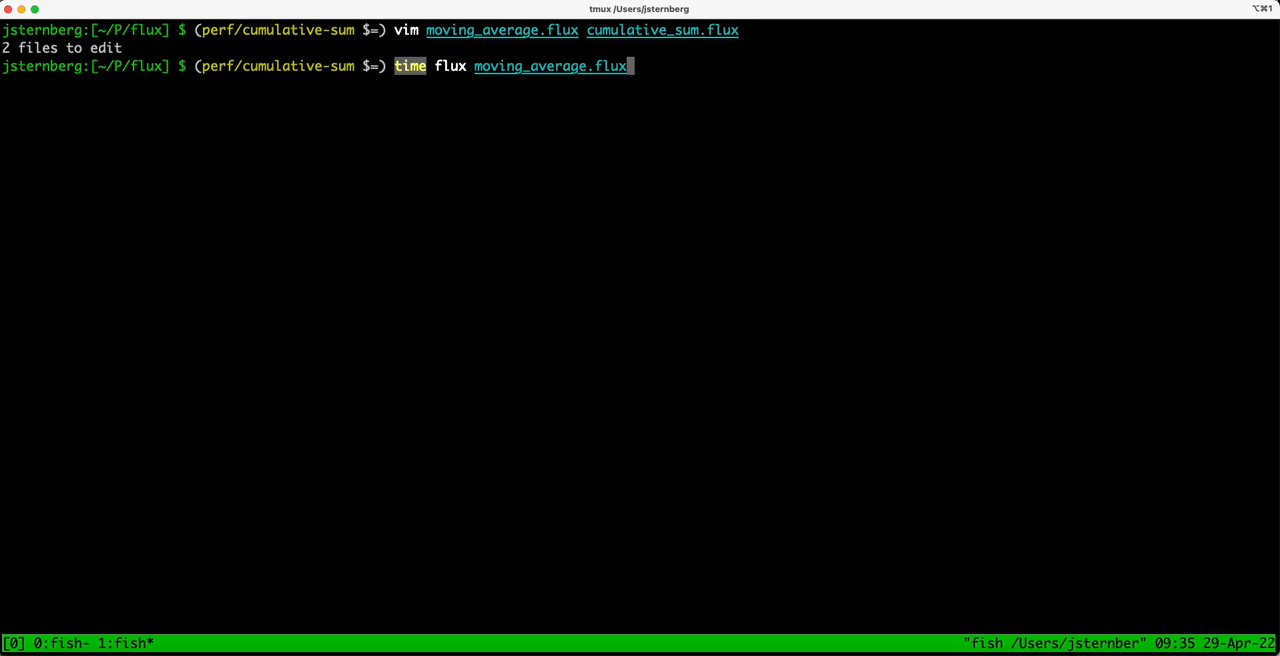 tmux /Users/jsternberg
⌥⌘1
jsternberg:[~/P/flux] $ (perf/cumulative-sum $=) vim moving_average.flux cumulative_sum.flux
2 files to edit
jsternberg:[~/P/flux] $ (perf/cumulative-sum $=) time flux moving_average.flux
[0] 0:fish- 1:fish* "fish /Users/jsternber" 09:35 29-Apr-22